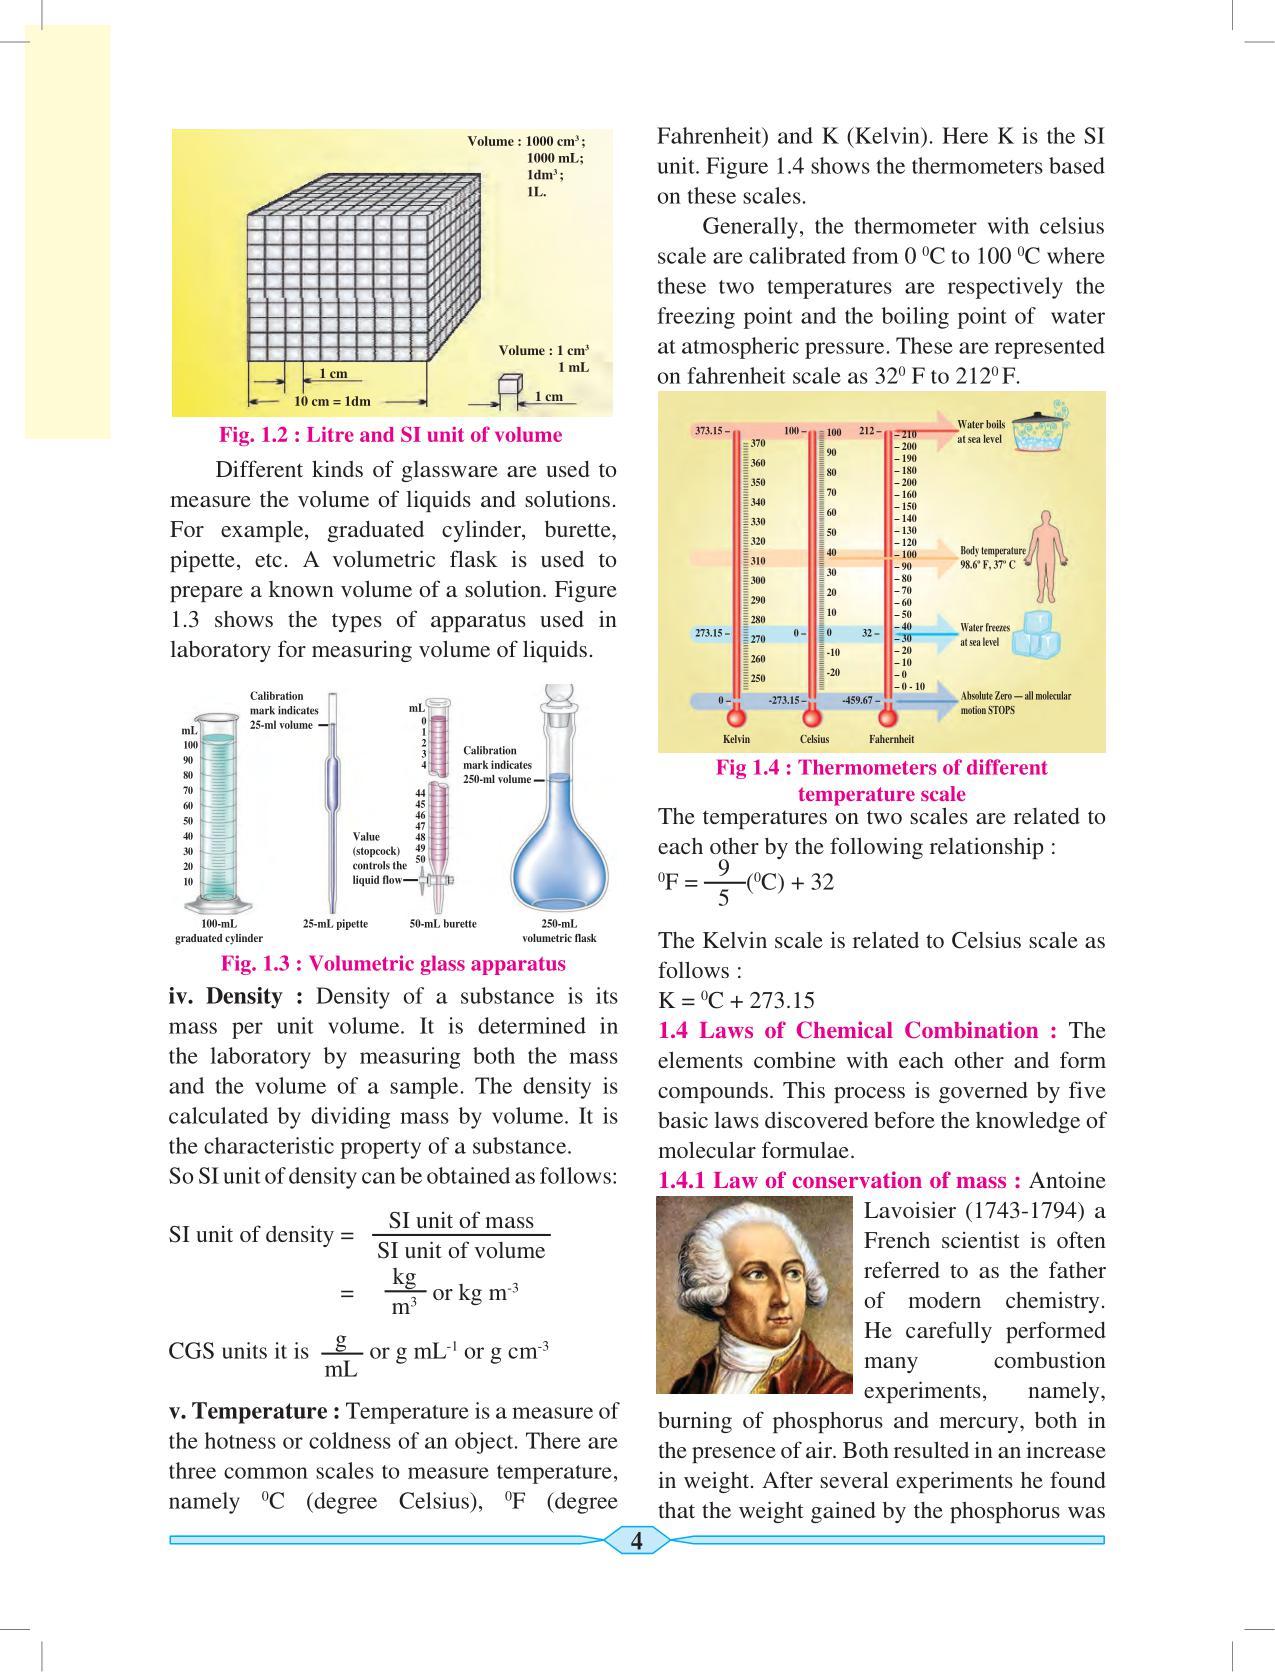 Volume : 1000 cm³ ;
1000 mL;
1dm³ ;
1L.
Volume : 1 cm³
1 mL
1 cm
10 cm = 1dm
1 cm
Fig. 1.2 : Litre and SI unit of volume
Different kinds of glassware are used to
measure the volume of liquids and solutions.
For example, graduated cylinder, burette,
pipette, etc. A volumetric flask is used to
prepare a known volume of a solution. Figure
1.3 shows the types of apparatus used in
laboratory for measuring volume of liquids.
mL
100
90
80
70
60
50
40
30
20
10
100-mL
graduated cylinder
Calibration
mark indicates
25-ml volume
25-mL pipette
mL
0
1
2
3
4
44
45
46
47
48
49
50
Value
(stopcock)
controls the
liquid flow
50-mL burette
Calibration
mark indicates
250-ml volume
250-mL
volumetric flask
Fig. 1.3 : Volumetric glass apparatus
iv. Density : Density of a substance is its
mass per unit volume. It is determined in
the laboratory by measuring both the mass
and the volume of a sample. The density is
calculated by dividing mass by volume. It is
the characteristic property of a substance.
So SI unit of density can be obtained as follows:
SI unit of density = SI unit of mass / SI unit of volume
= kg / m³ or kg m⁻³
CGS units it is g / mL or g mL⁻¹ or g cm⁻³
v. Temperature : Temperature is a measure of
the hotness or coldness of an object. There are
three common scales to measure temperature,
namely ⁰C (degree Celsius), ⁰F (degree
Fahrenheit) and K (Kelvin). Here K is the SI
unit. Figure 1.4 shows the thermometers based
on these scales.
Generally, the thermometer with celsius
scale are calibrated from 0 ⁰C to 100 ⁰C where
these two temperatures are respectively the
freezing point and the boiling point of water
at atmospheric pressure. These are represented
on fahrenheit scale as 32⁰ F to 212⁰ F.
373.15 –
370
360
350
340
330
320
310
300
290
280
273.15 –
270
260
250
0 –
Kelvin
100 –
100
90
80
70
60
50
40
30
20
10
0 –
0
-10
-20
-273.15 –
Celsius
212 –
– 210
– 200
– 190
– 180
– 200
– 160
– 150
– 140
– 130
– 120
– 100
– 90
– 80
– 70
– 60
– 50
– 40
32 –
– 30
– 20
– 10
– 0
– 0 - 10
-459.67 –
Fahernheit
Water boils
at sea level
Body temperature
98.6º F, 37º C
Water freezes
at sea level
Absolute Zero — all molecular
motion STOPS
Fig 1.4 : Thermometers of different
temperature scale
The temperatures on two scales are related to
each other by the following relationship :
⁰F = 9 / 5 (⁰C) + 32
The Kelvin scale is related to Celsius scale as
follows :
K = ⁰C + 273.15
1.4 Laws of Chemical Combination : The
elements combine with each other and form
compounds. This process is governed by five
basic laws discovered before the knowledge of
molecular formulae.
1.4.1 Law of conservation of mass : Antoine
Lavoisier (1743-1794) a
French scientist is often
referred to as the father
of modern chemistry.
He carefully performed
many combustion
experiments, namely,
burning of phosphorus and mercury, both in
the presence of air. Both resulted in an increase
in weight. After several experiments he found
that the weight gained by the phosphorus was
4